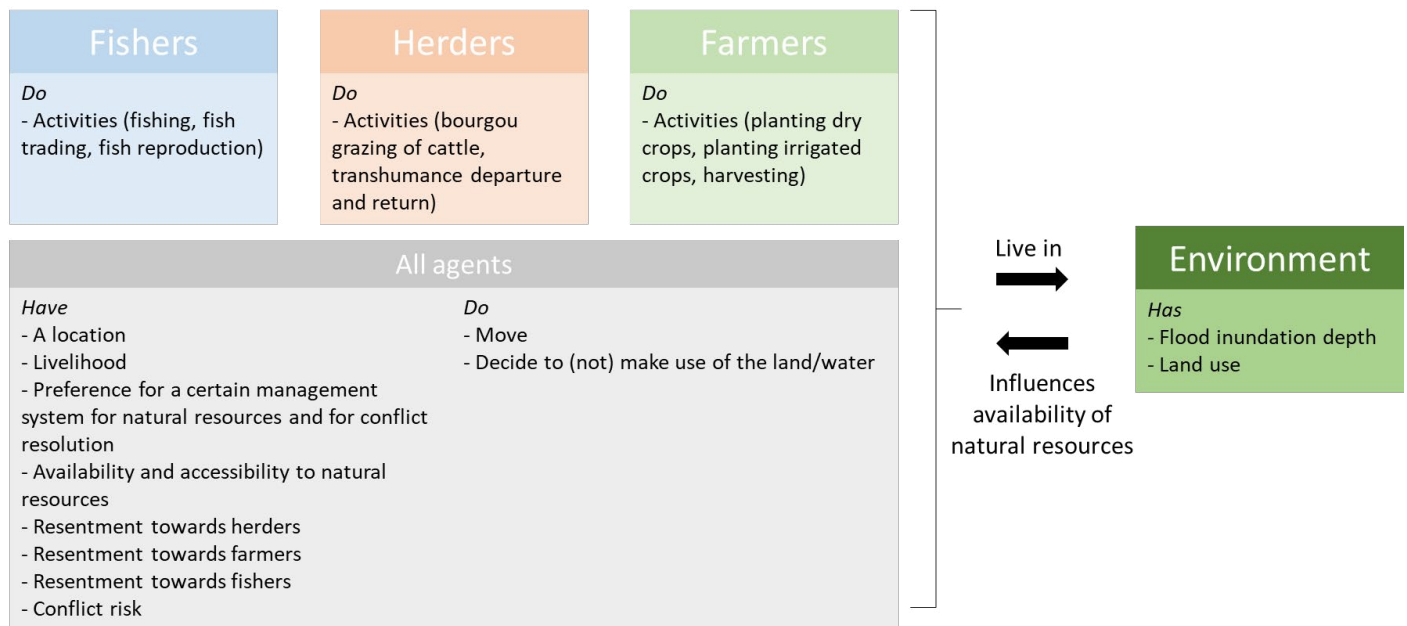 Fishers
Do
- Activities (fishing, fish
trading, fish reproduction)
Herders
Do
- Activities (bourgou
grazing of cattle,
transhumance departure
and return)
Farmers
Do
- Activities (planting dry
crops, planting irrigated
crops, harvesting)
All agents
Have
- A location
- Livelihood
- Preference for a certain management
system for natural resources and for conflict
resolution
- Availability and accessibility to natural
resources
- Resentment towards herders
- Resentment towards farmers
- Resentment towards fishers
- Conflict risk
Do
- Move
- Decide to (not) make use of the land/water
Live in
Influences
availability of
natural resources
Environment
Has
- Flood inundation depth
- Land use